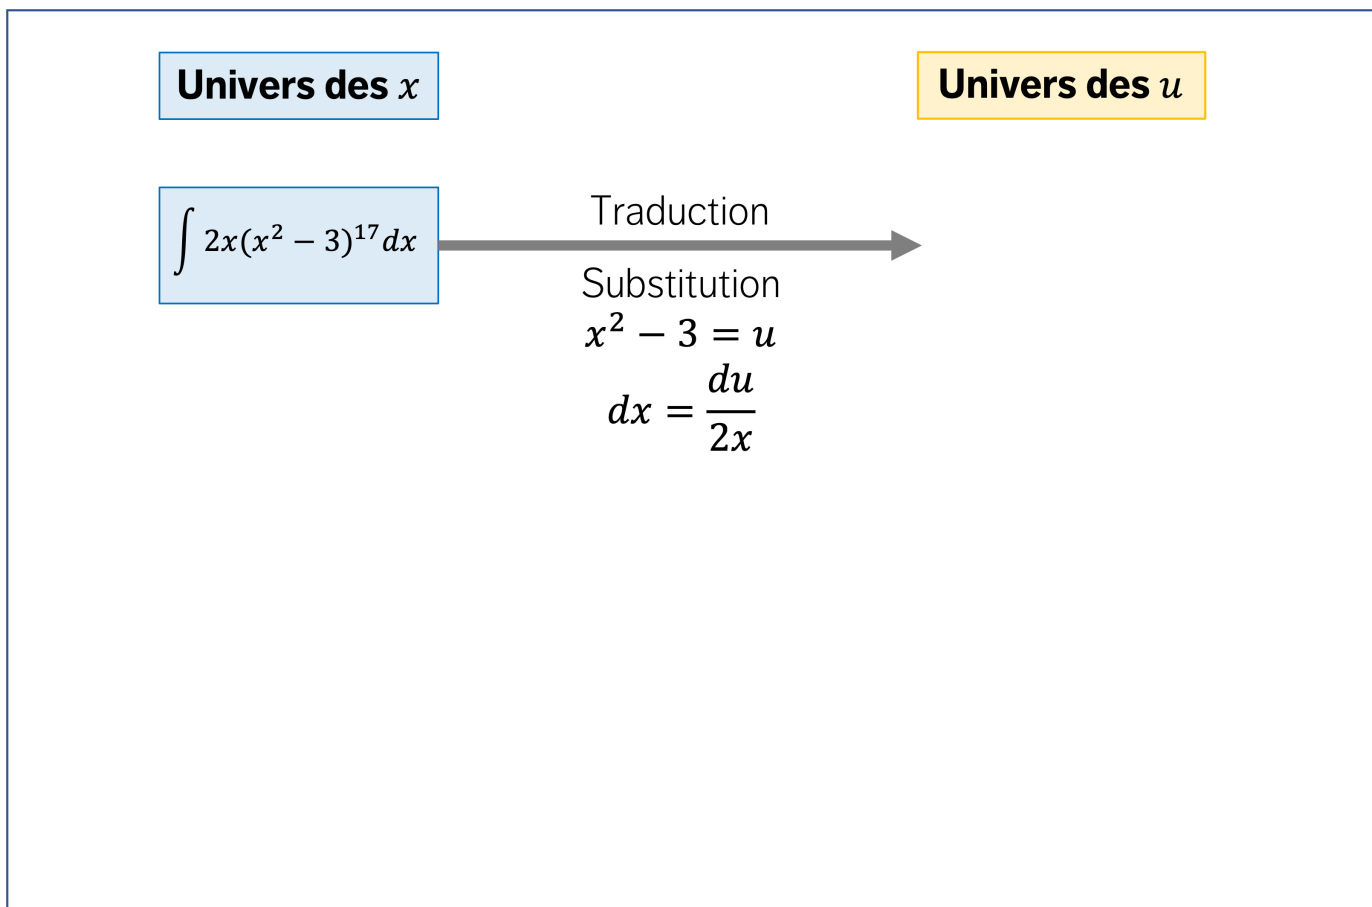 Univers des x
Univers des u
∫ 2x(x² − 3)¹⁷dx
Traduction
Substitution
x² − 3 = u
dx = du/2x